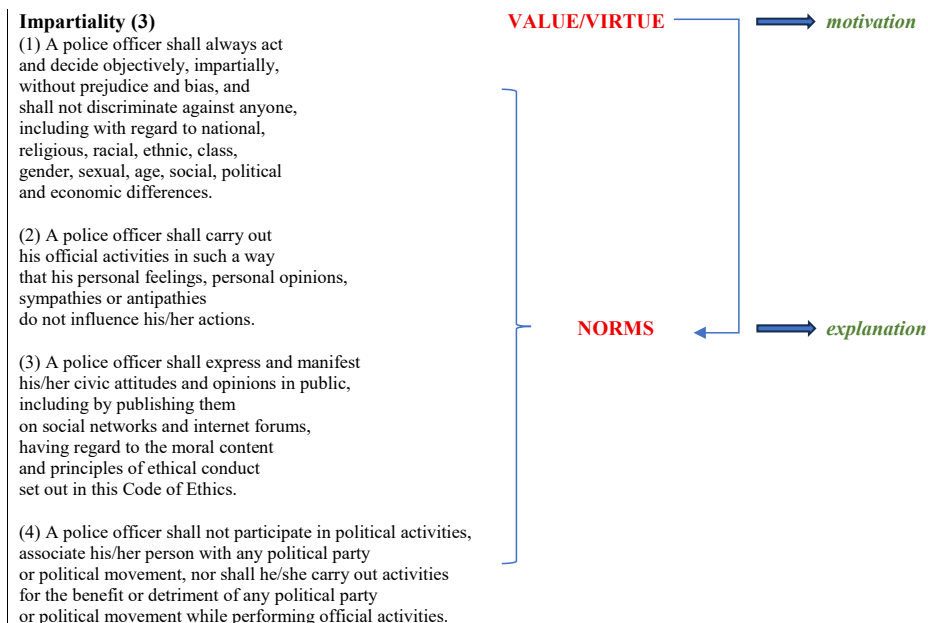 Impartiality (3)
VALUE/VIRTUE
motivation
(1) A police officer shall always act
and decide objectively, impartially,
without prejudice and bias, and
shall not discriminate against anyone,
including with regard to national,
religious, racial, ethnic, class,
gender, sexual, age, social, political
and economic differences.
(2) A police officer shall carry out
his official activities in such a way
that his personal feelings, personal opinions,
sympathies or antipathies
do not influence his/her actions.
NORMS
explanation
(3) A police officer shall express and manifest
his/her civic attitudes and opinions in public,
including by publishing them
on social networks and internet forums,
having regard to the moral content
and principles of ethical conduct
set out in this Code of Ethics.
(4) A police officer shall not participate in political activities,
associate his/her person with any political party
or political movement, nor shall he/she carry out activities
for the benefit or detriment of any political party
or political movement while performing official activities.